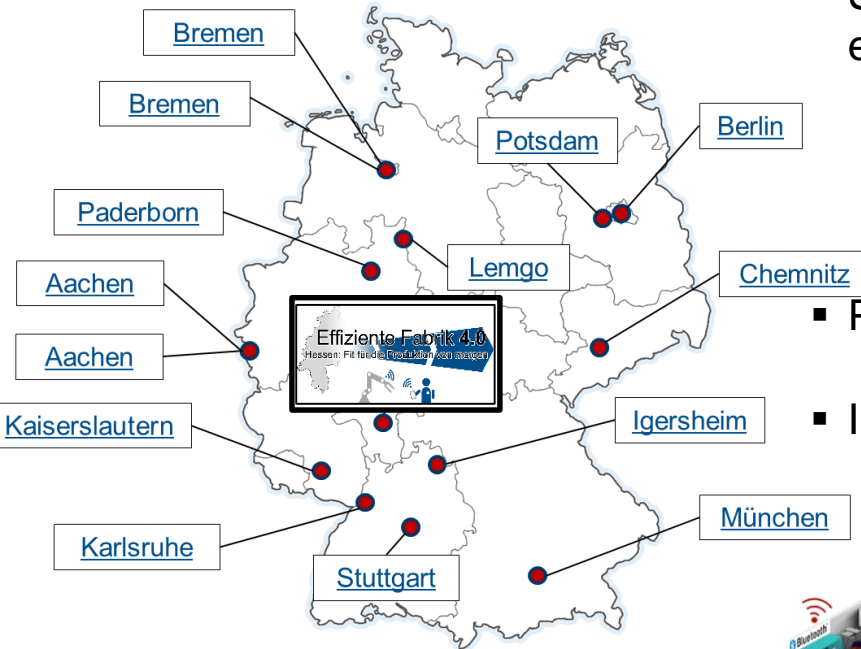 Bremen
Bremen
Potsdam
Berlin
Paderborn
Lemgo
Aachen
Chemnitz
Effiziente Fabrik 4.0
Hessen: Fit für die Produktion von morgen
Aachen
Kaiserslautern
Igersheim
Karlsruhe
München
Stuttgart
Bluetooth